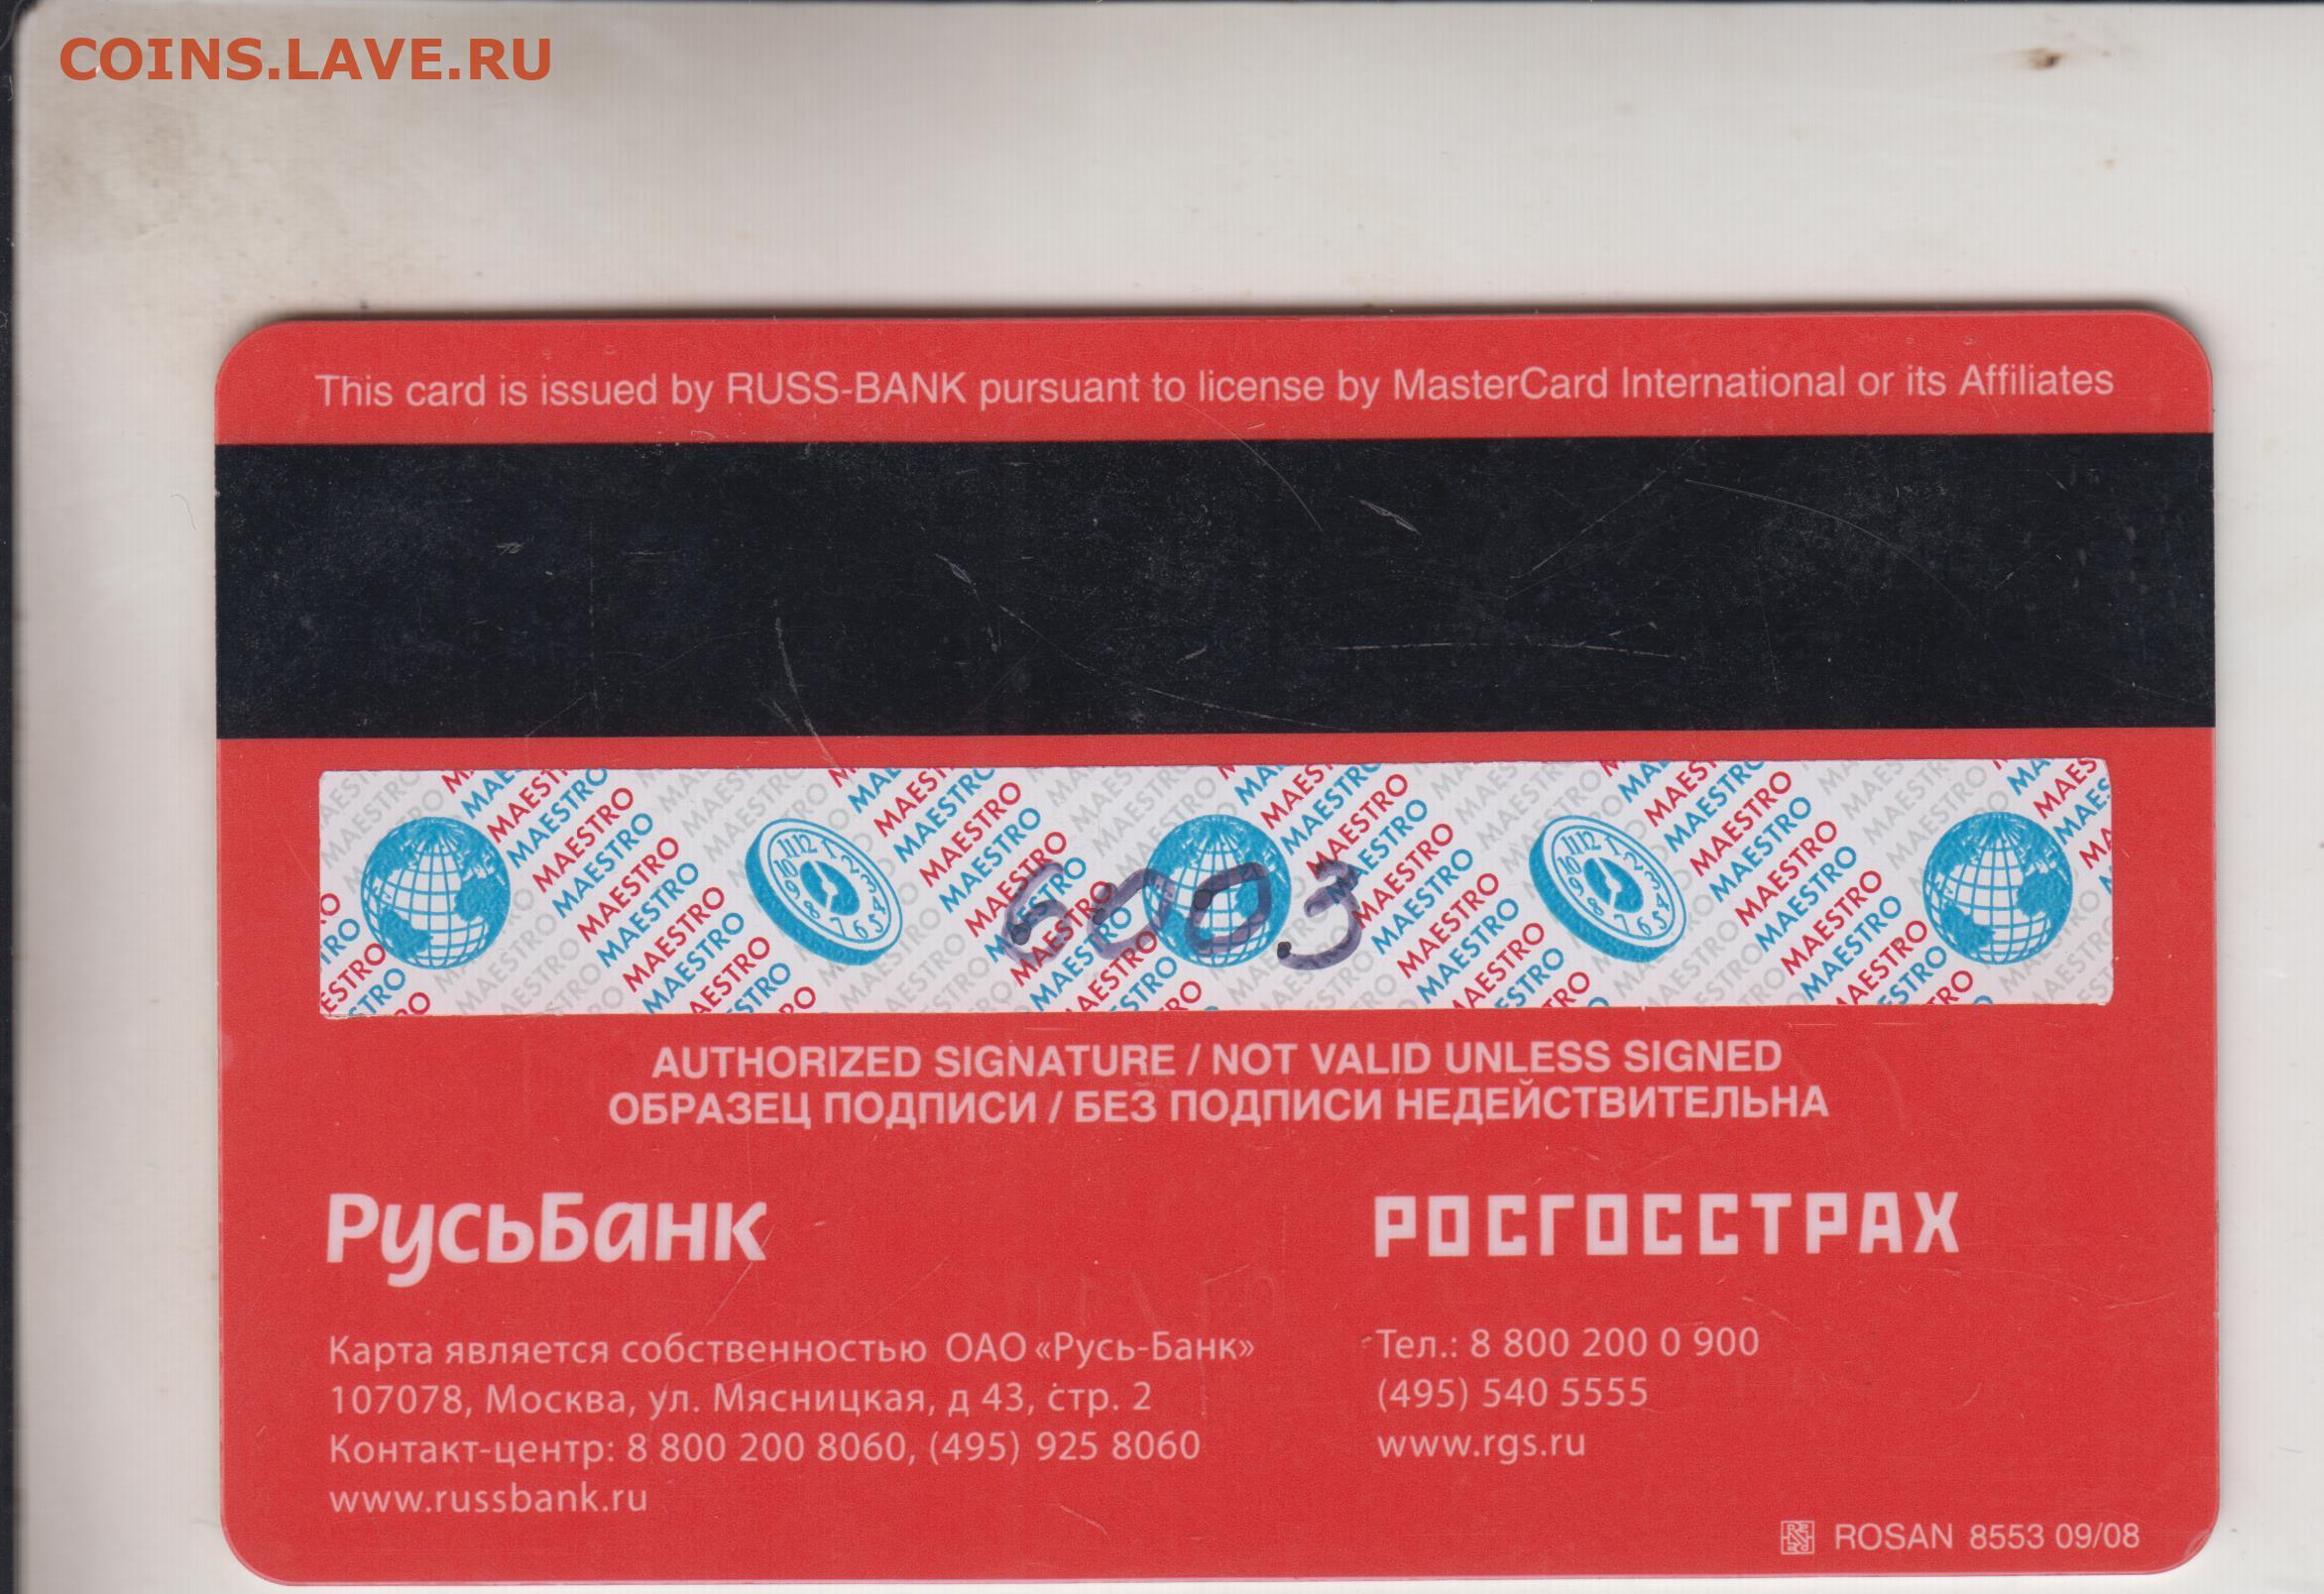 COINS.LAVE.RU
This card is issued by RUSS-BANK pursuant to license by MasterCard International or its Affiliates
MAESTRO MAESTRO MAESTRO MAESTRO
6003
AUTHORIZED SIGNATURE / NOT VALID UNLESS SIGNED
ОБРАЗЕЦ ПОДПИСИ / БЕЗ ПОДПИСИ НЕДЕЙСТВИТЕЛЬНА
РусьБанк
РОСГОССТРАХ
Карта является собственностью ОАО «Русь-Банк»
107078, Москва, ул. Мясницкая, д 43, стр. 2
Контакт-центр: 8 800 200 8060, (495) 925 8060
www.russbank.ru
Тел.: 8 800 200 0 900
(495) 540 5555
www.rgs.ru
ROSAN 8553 09/08